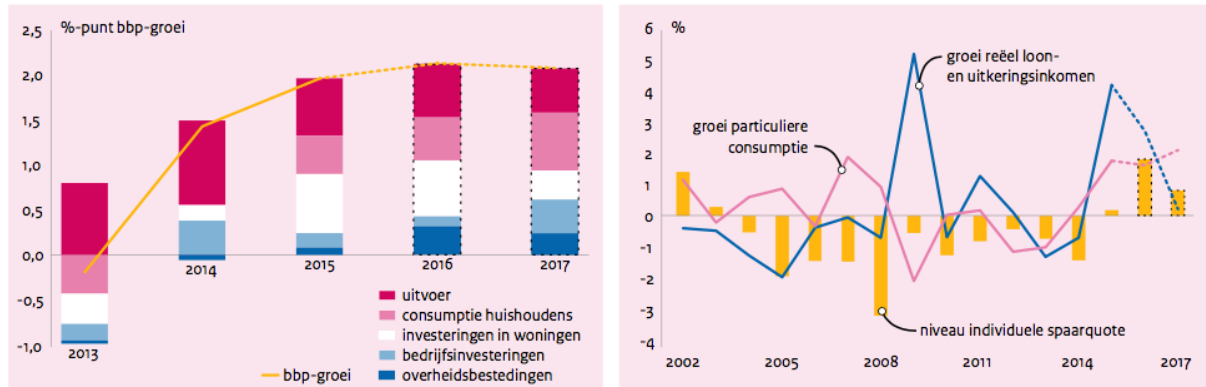 %-punt bbp-groei
2,5
2,0
1,5
1,0
0,5
0,0
-0,5
-1,0
2013
2014
2015
2016
2017
uitvoer
consumptie huishoudens
investeringen in woningen
bedrijfsinvesteringen
overheidsbestedingen
bbp-groei
%
6
5
4
3
2
1
0
-1
-2
-3
-4
groei reëel loon-
en uitkeringsinkomen
groei particuliere
consumptie
niveau individuele spaarquote
2002
2005
2008
2011
2014
2017